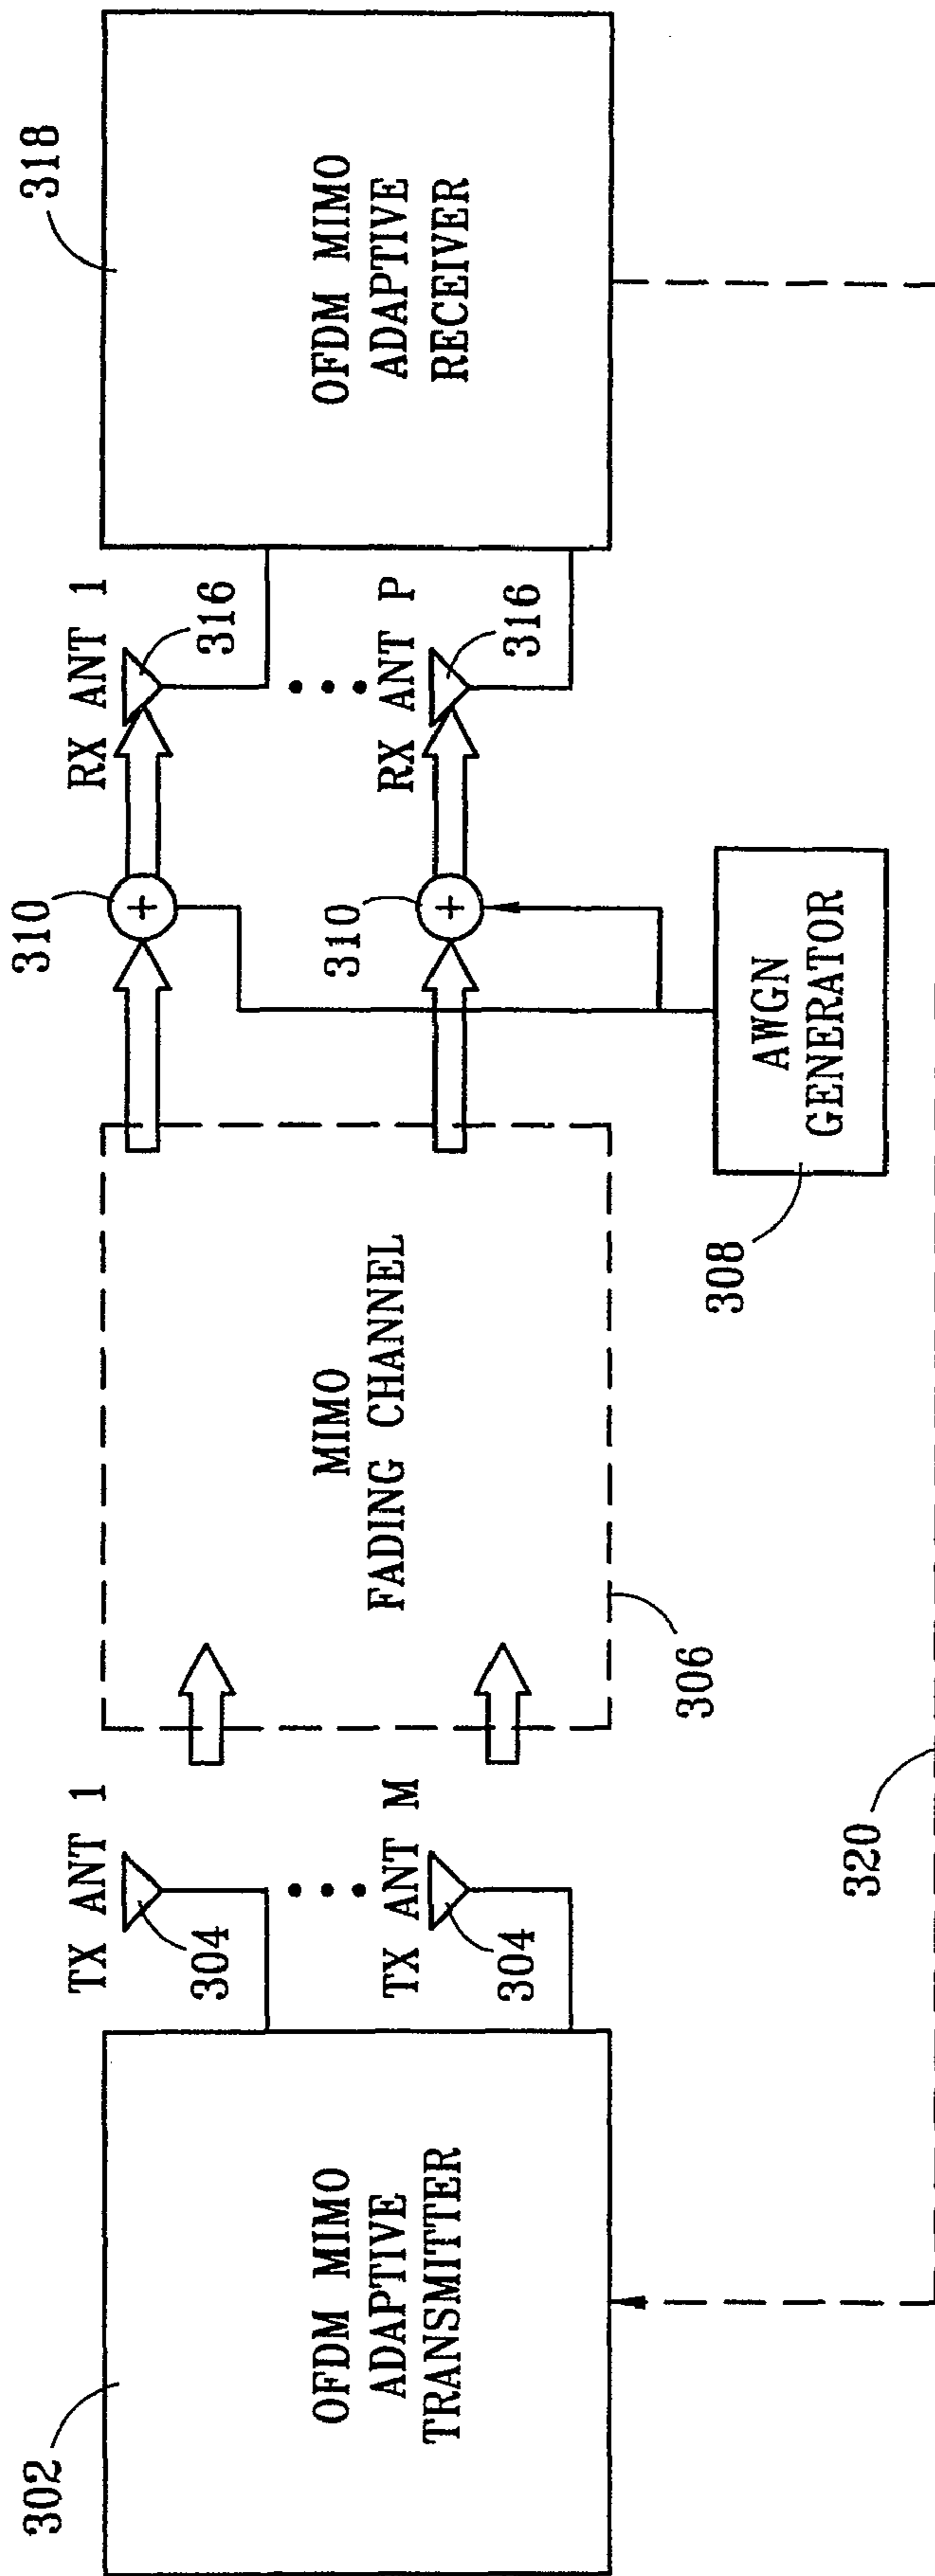 302
OFDM MIMO
ADAPTIVE
TRANSMITTER
TX ANT 1
304
TX ANT M
304
MIMO
FADING CHANNEL
306
310
+
310
+
AWGN
GENERATOR
308
RX ANT 1
316
RX ANT P
316
318
OFDM MIMO
ADAPTIVE
RECEIVER
320